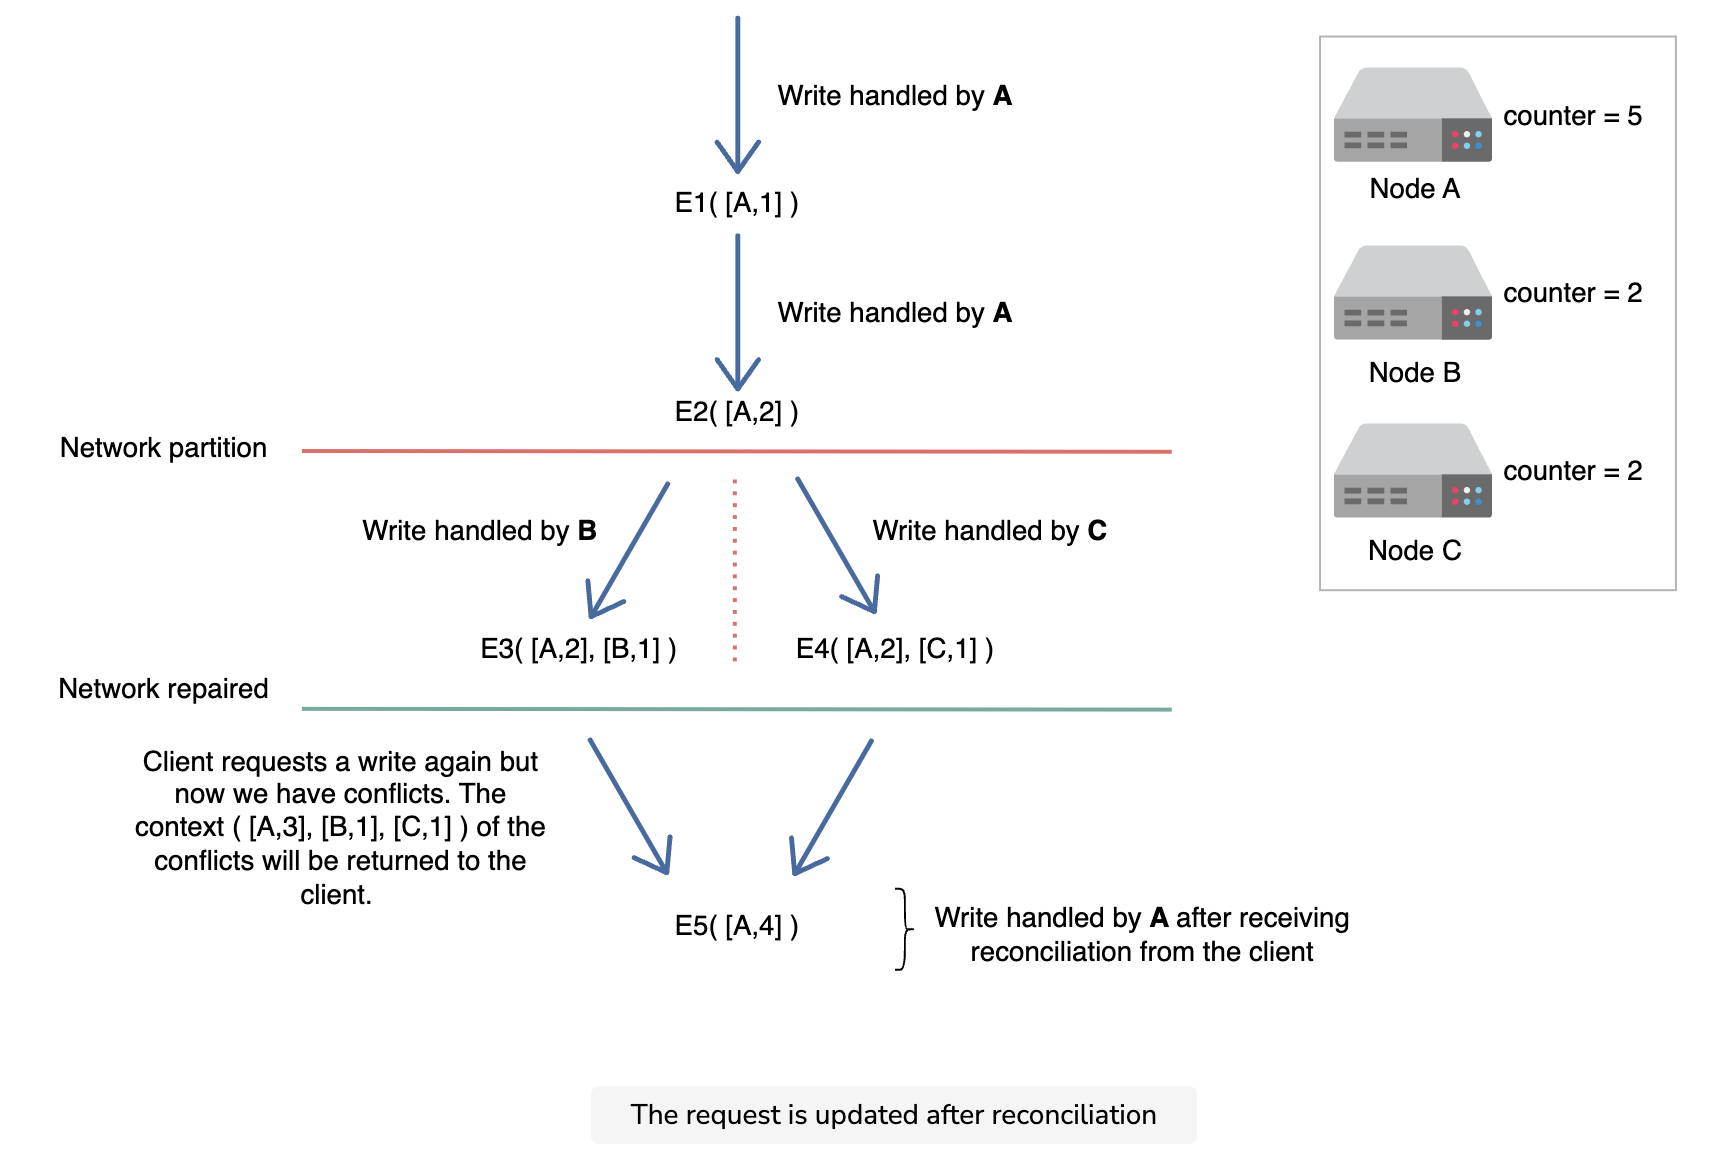 Write handled by A
counter = 5
Node A
E1( [A,1] )
Write handled by A
counter = 2
Node B
E2( [A,2] )
Network partition
counter = 2
Node C
Write handled by B
Write handled by C
E3( [A,2], [B,1] )
E4( [A,2], [C,1] )
Network repaired
Client requests a write again but
now we have conflicts. The
context ( [A,3], [B,1], [C,1] ) of the
conflicts will be returned to the
client.
E5( [A,4] )
Write handled by A after receiving
reconciliation from the client
The request is updated after reconciliation